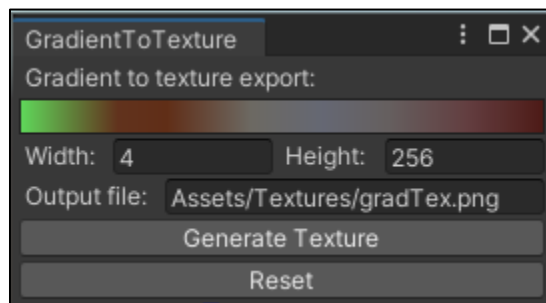 GradientToTexture
Gradient to texture export:
Width: 4 Height: 256
Output file: Assets/Textures/gradTex.png
Generate Texture
Reset